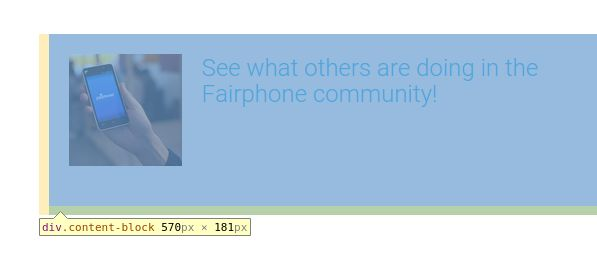 See what others are doing in the
Fairphone community!
div.content-block 570px × 181px